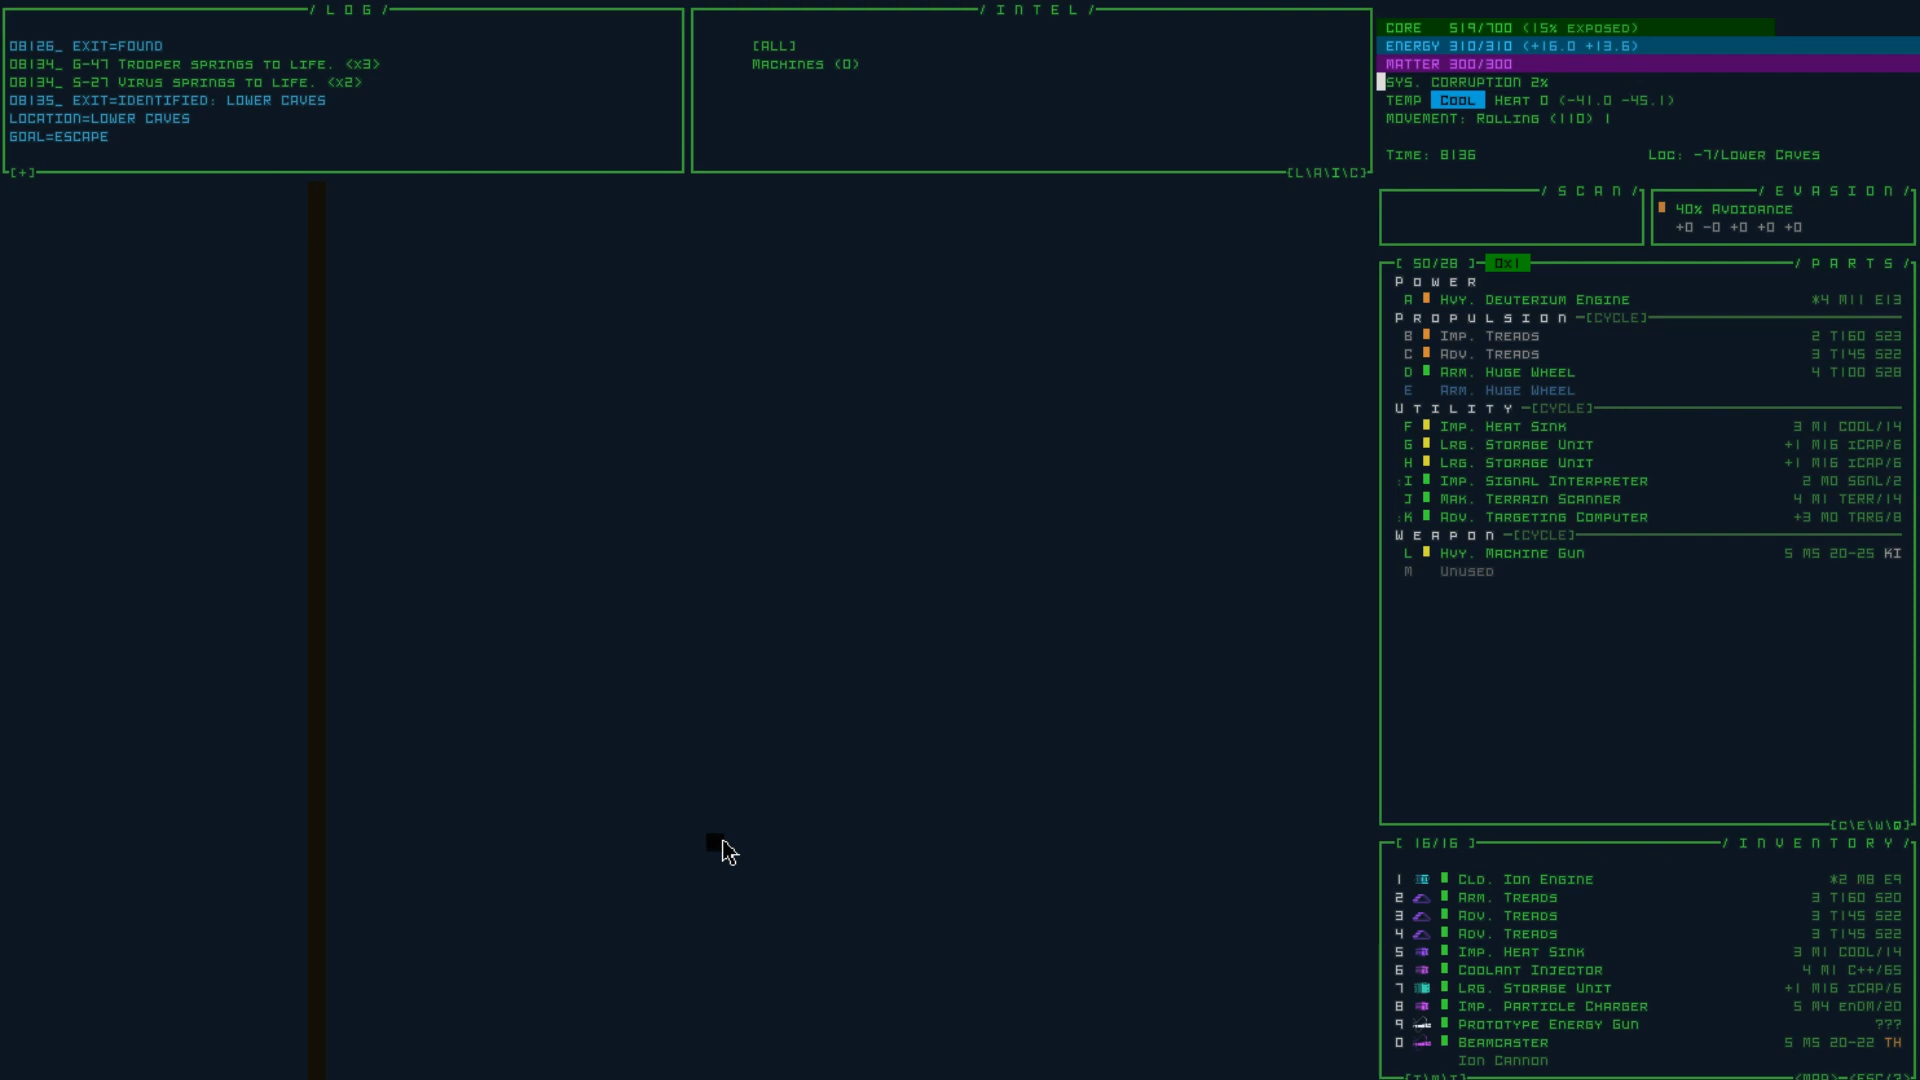 / L O G /
08126_ EXIT=FOUND
08134_ G-47 TROOPER SPRINGS TO LIFE. <x3>
08134_ S-27 VIRUS SPRINGS TO LIFE. <x2>
08135_ EXIT=IDENTIFIED: LOWER CAVES
LOCATION=LOWER CAVES
GOAL=ESCAPE
[+]
/ I N T E L /
[ALL]
MACHINES (0)
[L\A\I\C]
CORE 519/700 (15% EXPOSED)
ENERGY 310/310 (+16.0 +13.6)
MATTER 300/300
SYS. CORRUPTION 2%
TEMP COOL HEAT 0 (-41.0 -45.1)
MOVEMENT: ROLLING (110) 1
TIME: 8136 LOC: -7/LOWER CAVES
/ S C A N /
/ E V A S I O N /
40% AVOIDANCE
+0 -0 +0 +0 +0
[ 50/28 ] 0x1 / P A R T S /
P O W E R
A HVY. DEUTERIUM ENGINE *4 M11 E13
P R O P U L S I O N [CYCLE]
B IMP. TREADS 2 T160 S23
C ADV. TREADS 3 T145 S22
D ARM. HUGE WHEEL 4 T100 S28
E ARM. HUGE WHEEL
U T I L I T Y [CYCLE]
F IMP. HEAT SINK 3 M1 COOL/14
G LRG. STORAGE UNIT +1 M16 ICAP/6
H LRG. STORAGE UNIT +1 M16 ICAP/6
:I IMP. SIGNAL INTERPRETER 2 M0 SGNL/2
J MAK. TERRAIN SCANNER 4 M1 TERR/14
:K ADV. TARGETING COMPUTER +3 M0 TARG/8
W E A P O N [CYCLE]
L HVY. MACHINE GUN 5 M5 20-25 KI
M UNUSED
[C\E\W\Q]
[ 16/16 ] / I N V E N T O R Y /
1 CLD. ION ENGINE *2 M8 E9
2 ARM. TREADS 3 T160 S20
3 ADV. TREADS 3 T145 S22
4 ADV. TREADS 3 T145 S22
5 IMP. HEAT SINK 3 M1 COOL/14
6 COOLANT INJECTOR 4 M1 C++/65
7 LRG. STORAGE UNIT +1 M16 ICAP/6
8 IMP. PARTICLE CHARGER 5 M4 ENDM/20
9 PROTOTYPE ENERGY GUN ???
0 BEAMCASTER 5 M5 20-22 TH
ION CANNON
[T\M\I] <MAP> <ESC/?>